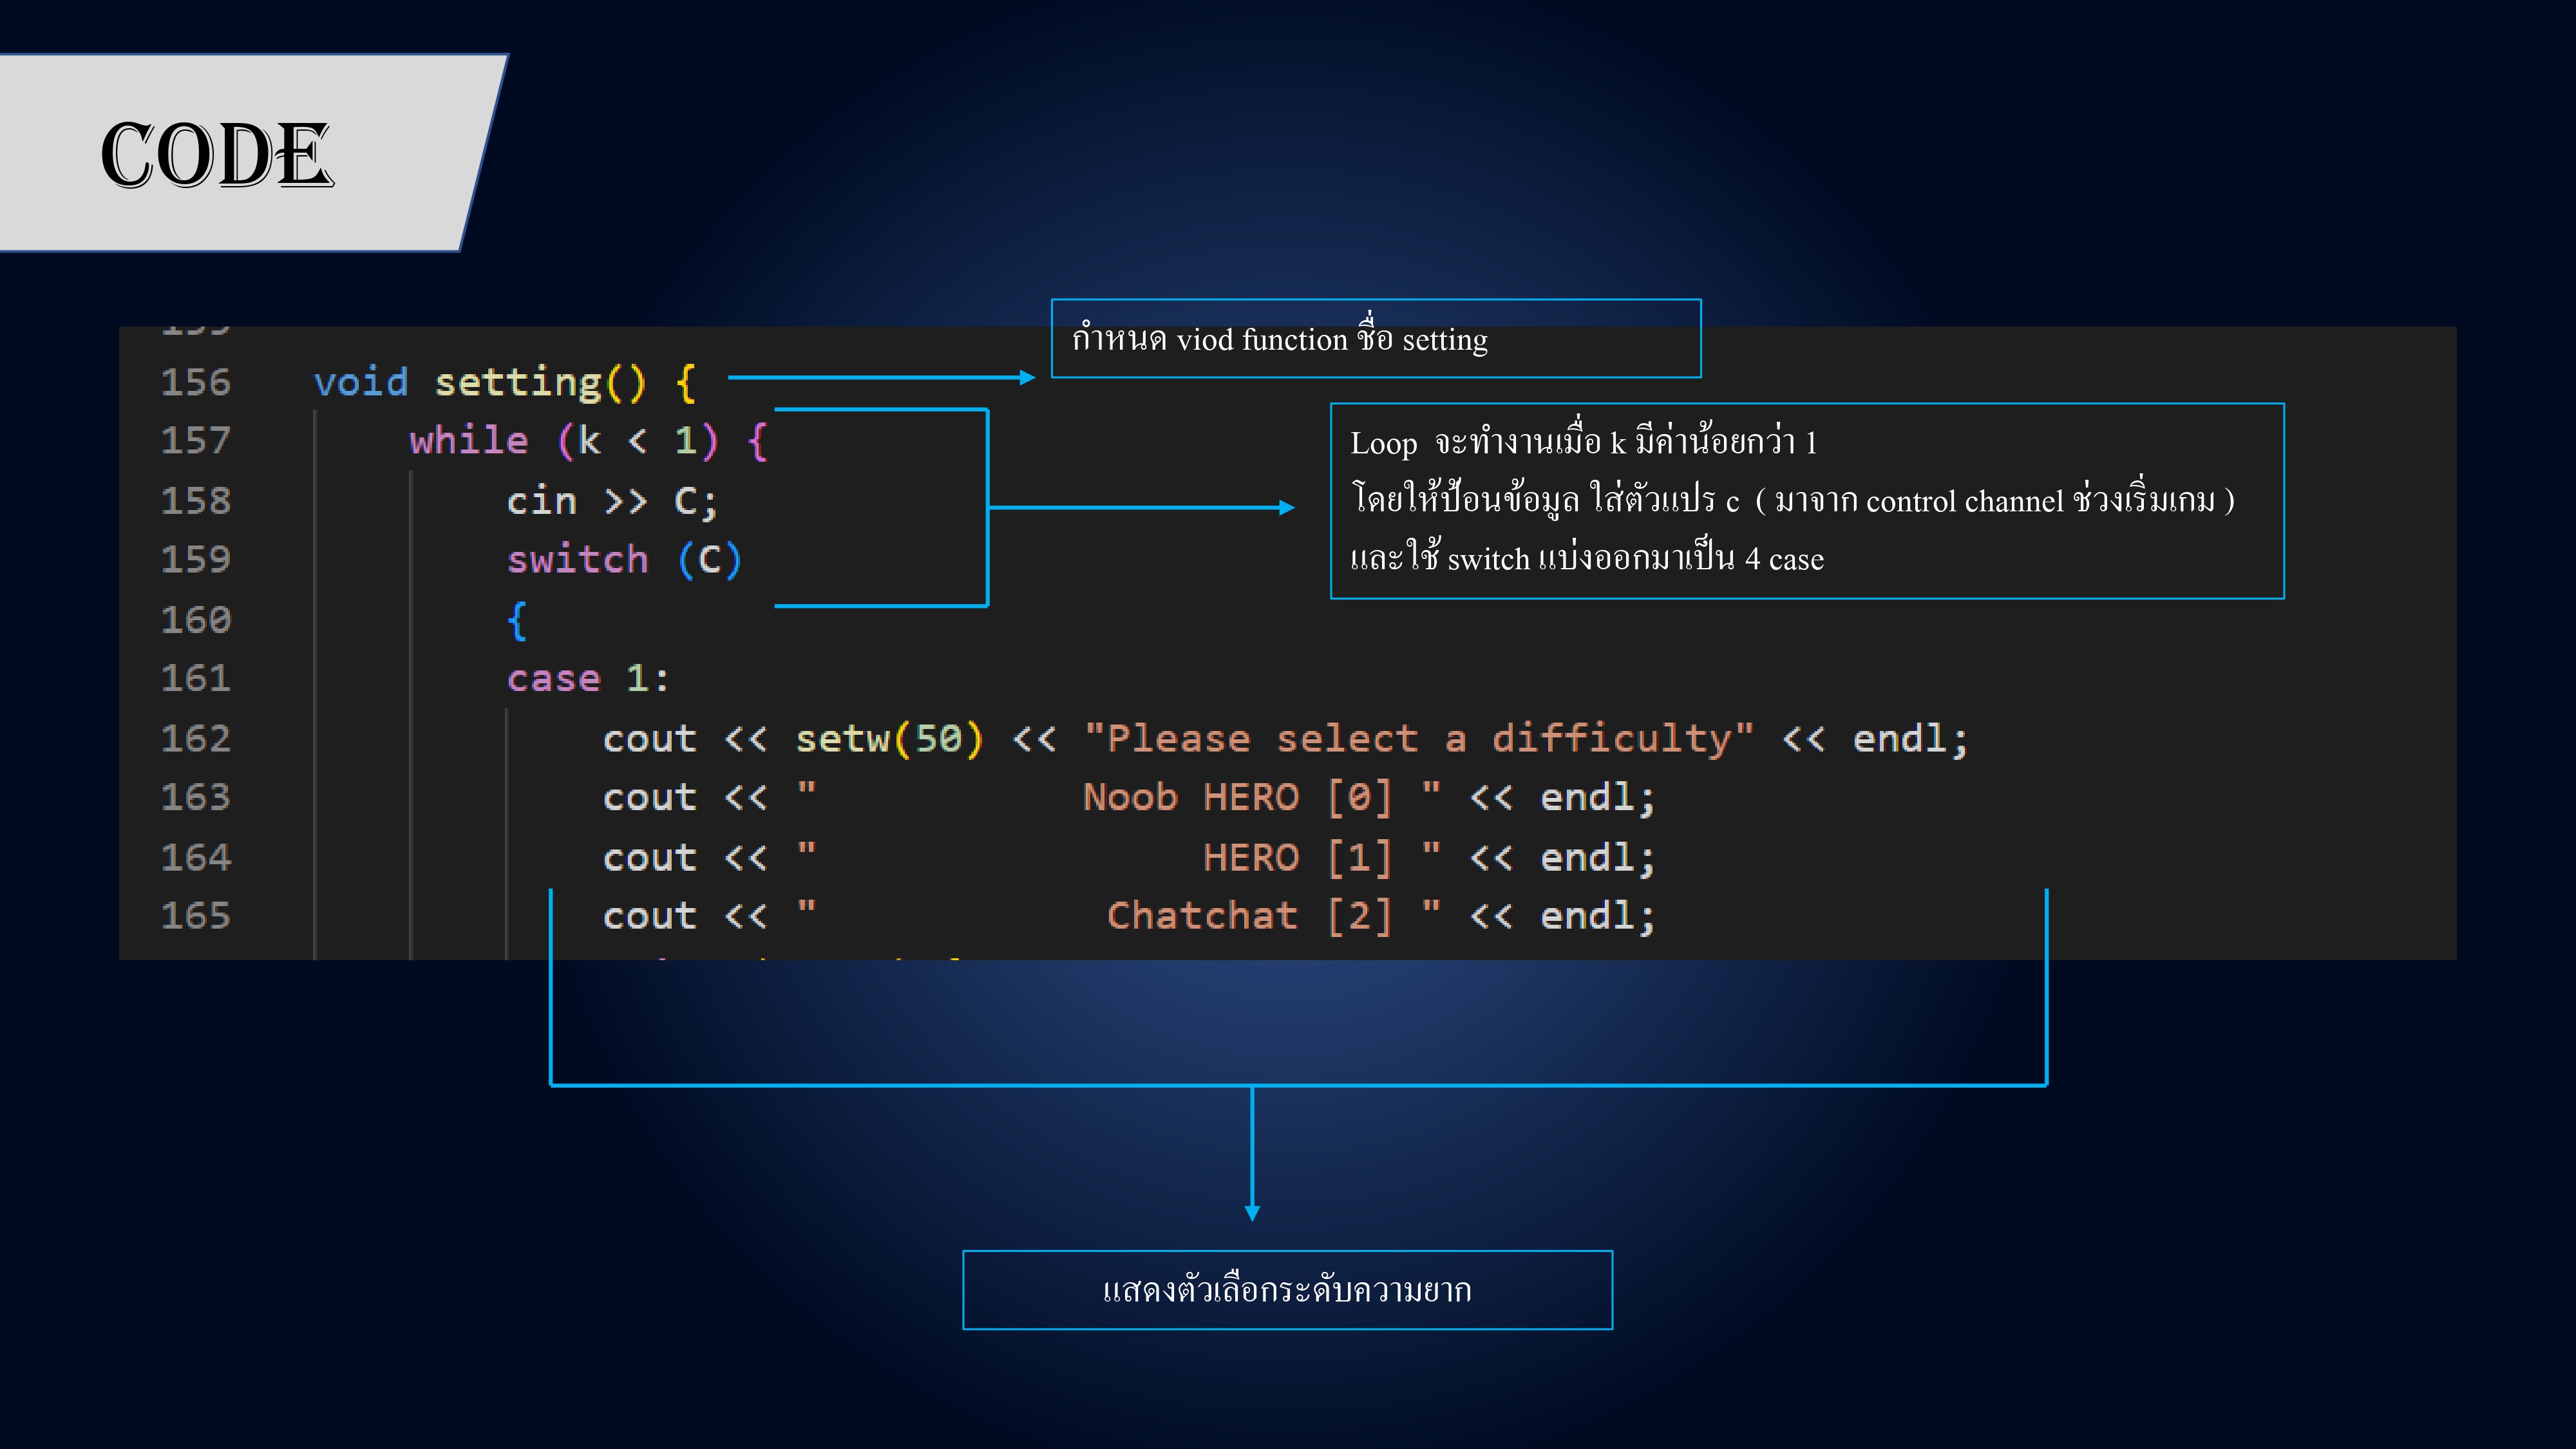 CODE
กำหนด viod function ชื่อ setting
156 void setting() {
157 while (k < 1) {
158 cin >> C;
159 switch (C)
160 {
161 case 1:
162 cout << setw(50) << "Please select a difficulty" << endl;
163 cout << "           Noob HERO [0] " << endl;
164 cout << "                HERO [1] " << endl;
165 cout << "            Chatchat [2] " << endl;
Loop จะทำงานเมื่อ k มีค่าน้อยกว่า 1
โดยให้ป้อนข้อมูล ใส่ตัวแปร c ( มาจาก control channel ช่วงเริ่มเกม )
และใช้ switch แบ่งออกมาเป็น 4 case
แสดงตัวเลือกระดับความยาก